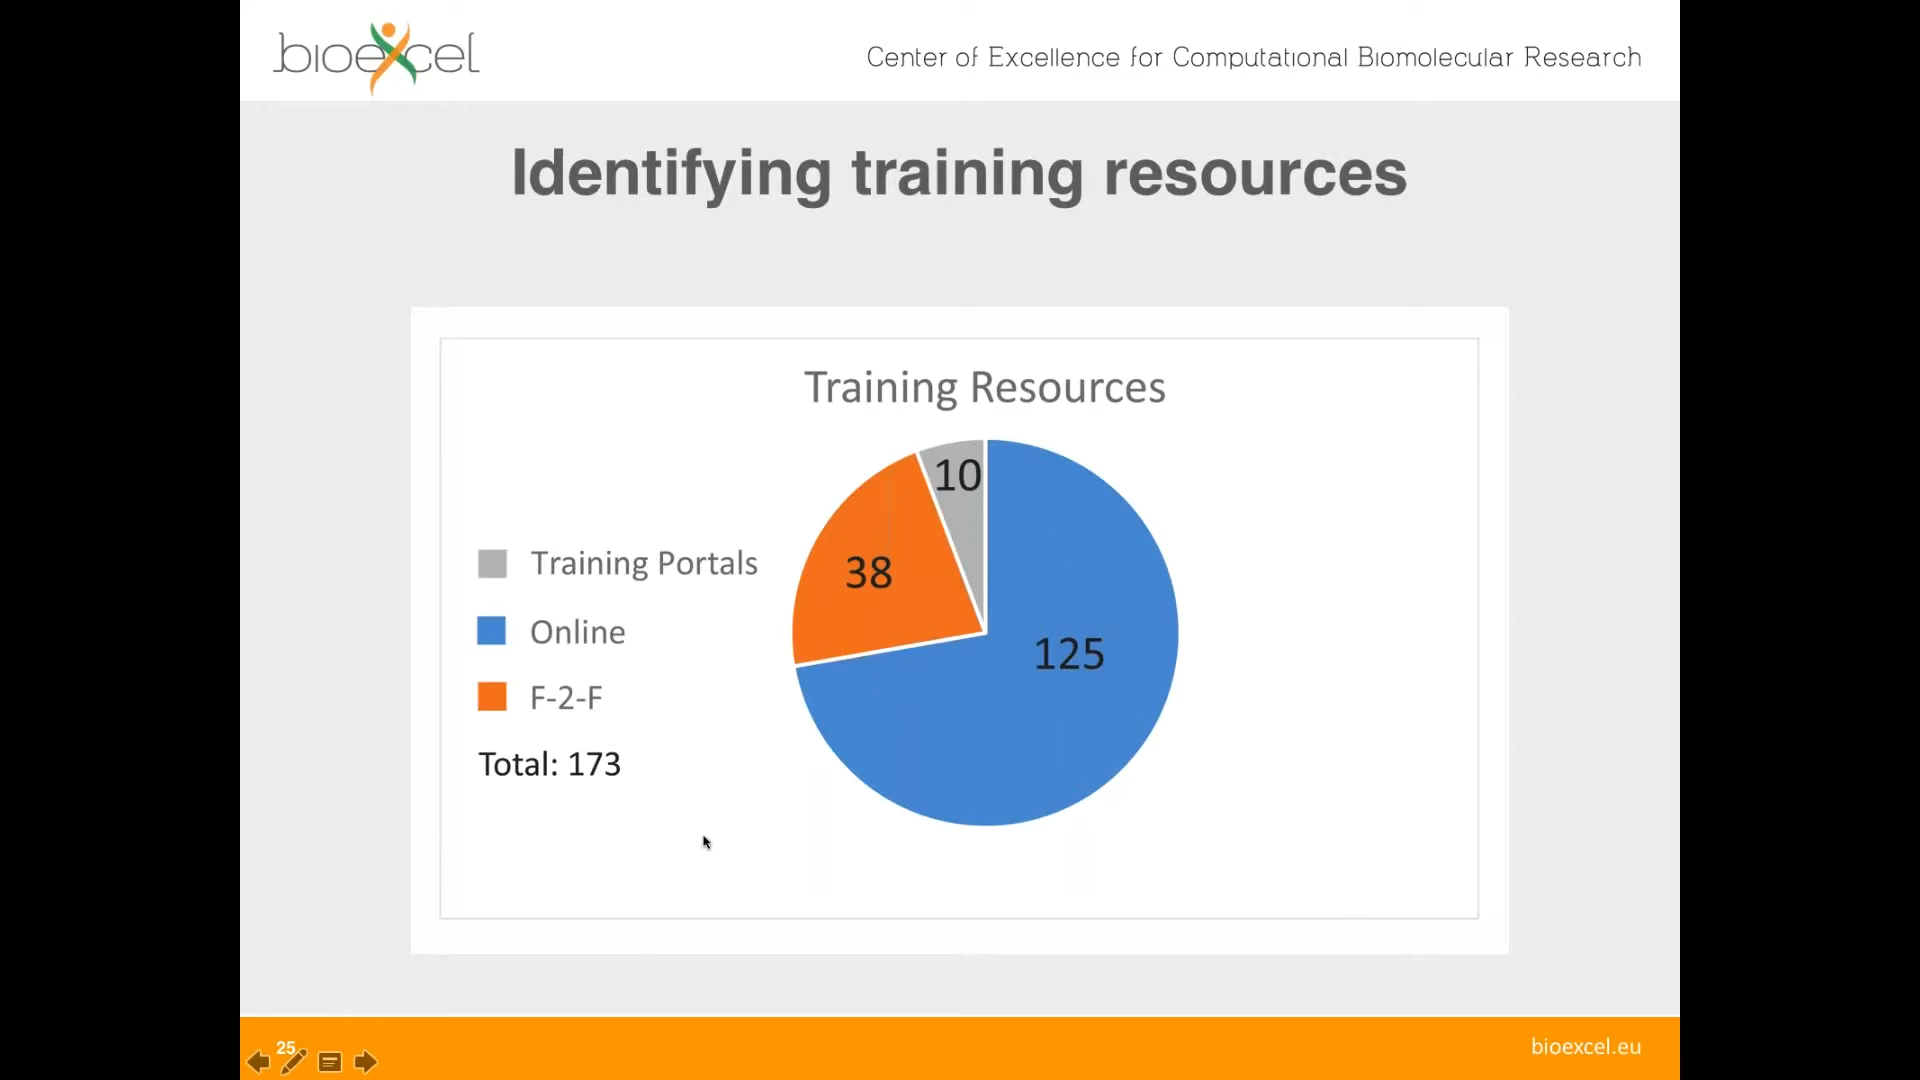 bioexcel
Center of Excellence for Computational Biomolecular Research
Identifying training resources
Training Resources
10
38
125
Training Portals
Online
F-2-F
Total: 173
25
bioexcel.eu